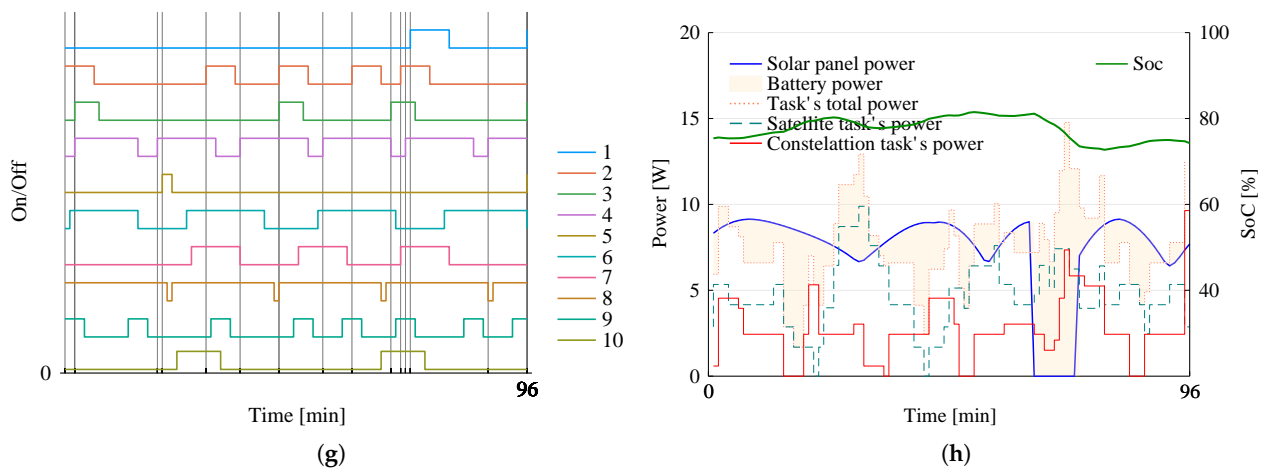 On/Off
0
96
Time [min]
1
2
3
4
5
6
7
8
9
10
(g)
20
15
10
5
0
Power [W]
Solar panel power
Battery power
Task's total power
Satellite task's power
Constelattion task's power
Soc
100
80
60
40
SoC [%]
0
96
Time [min]
(h)